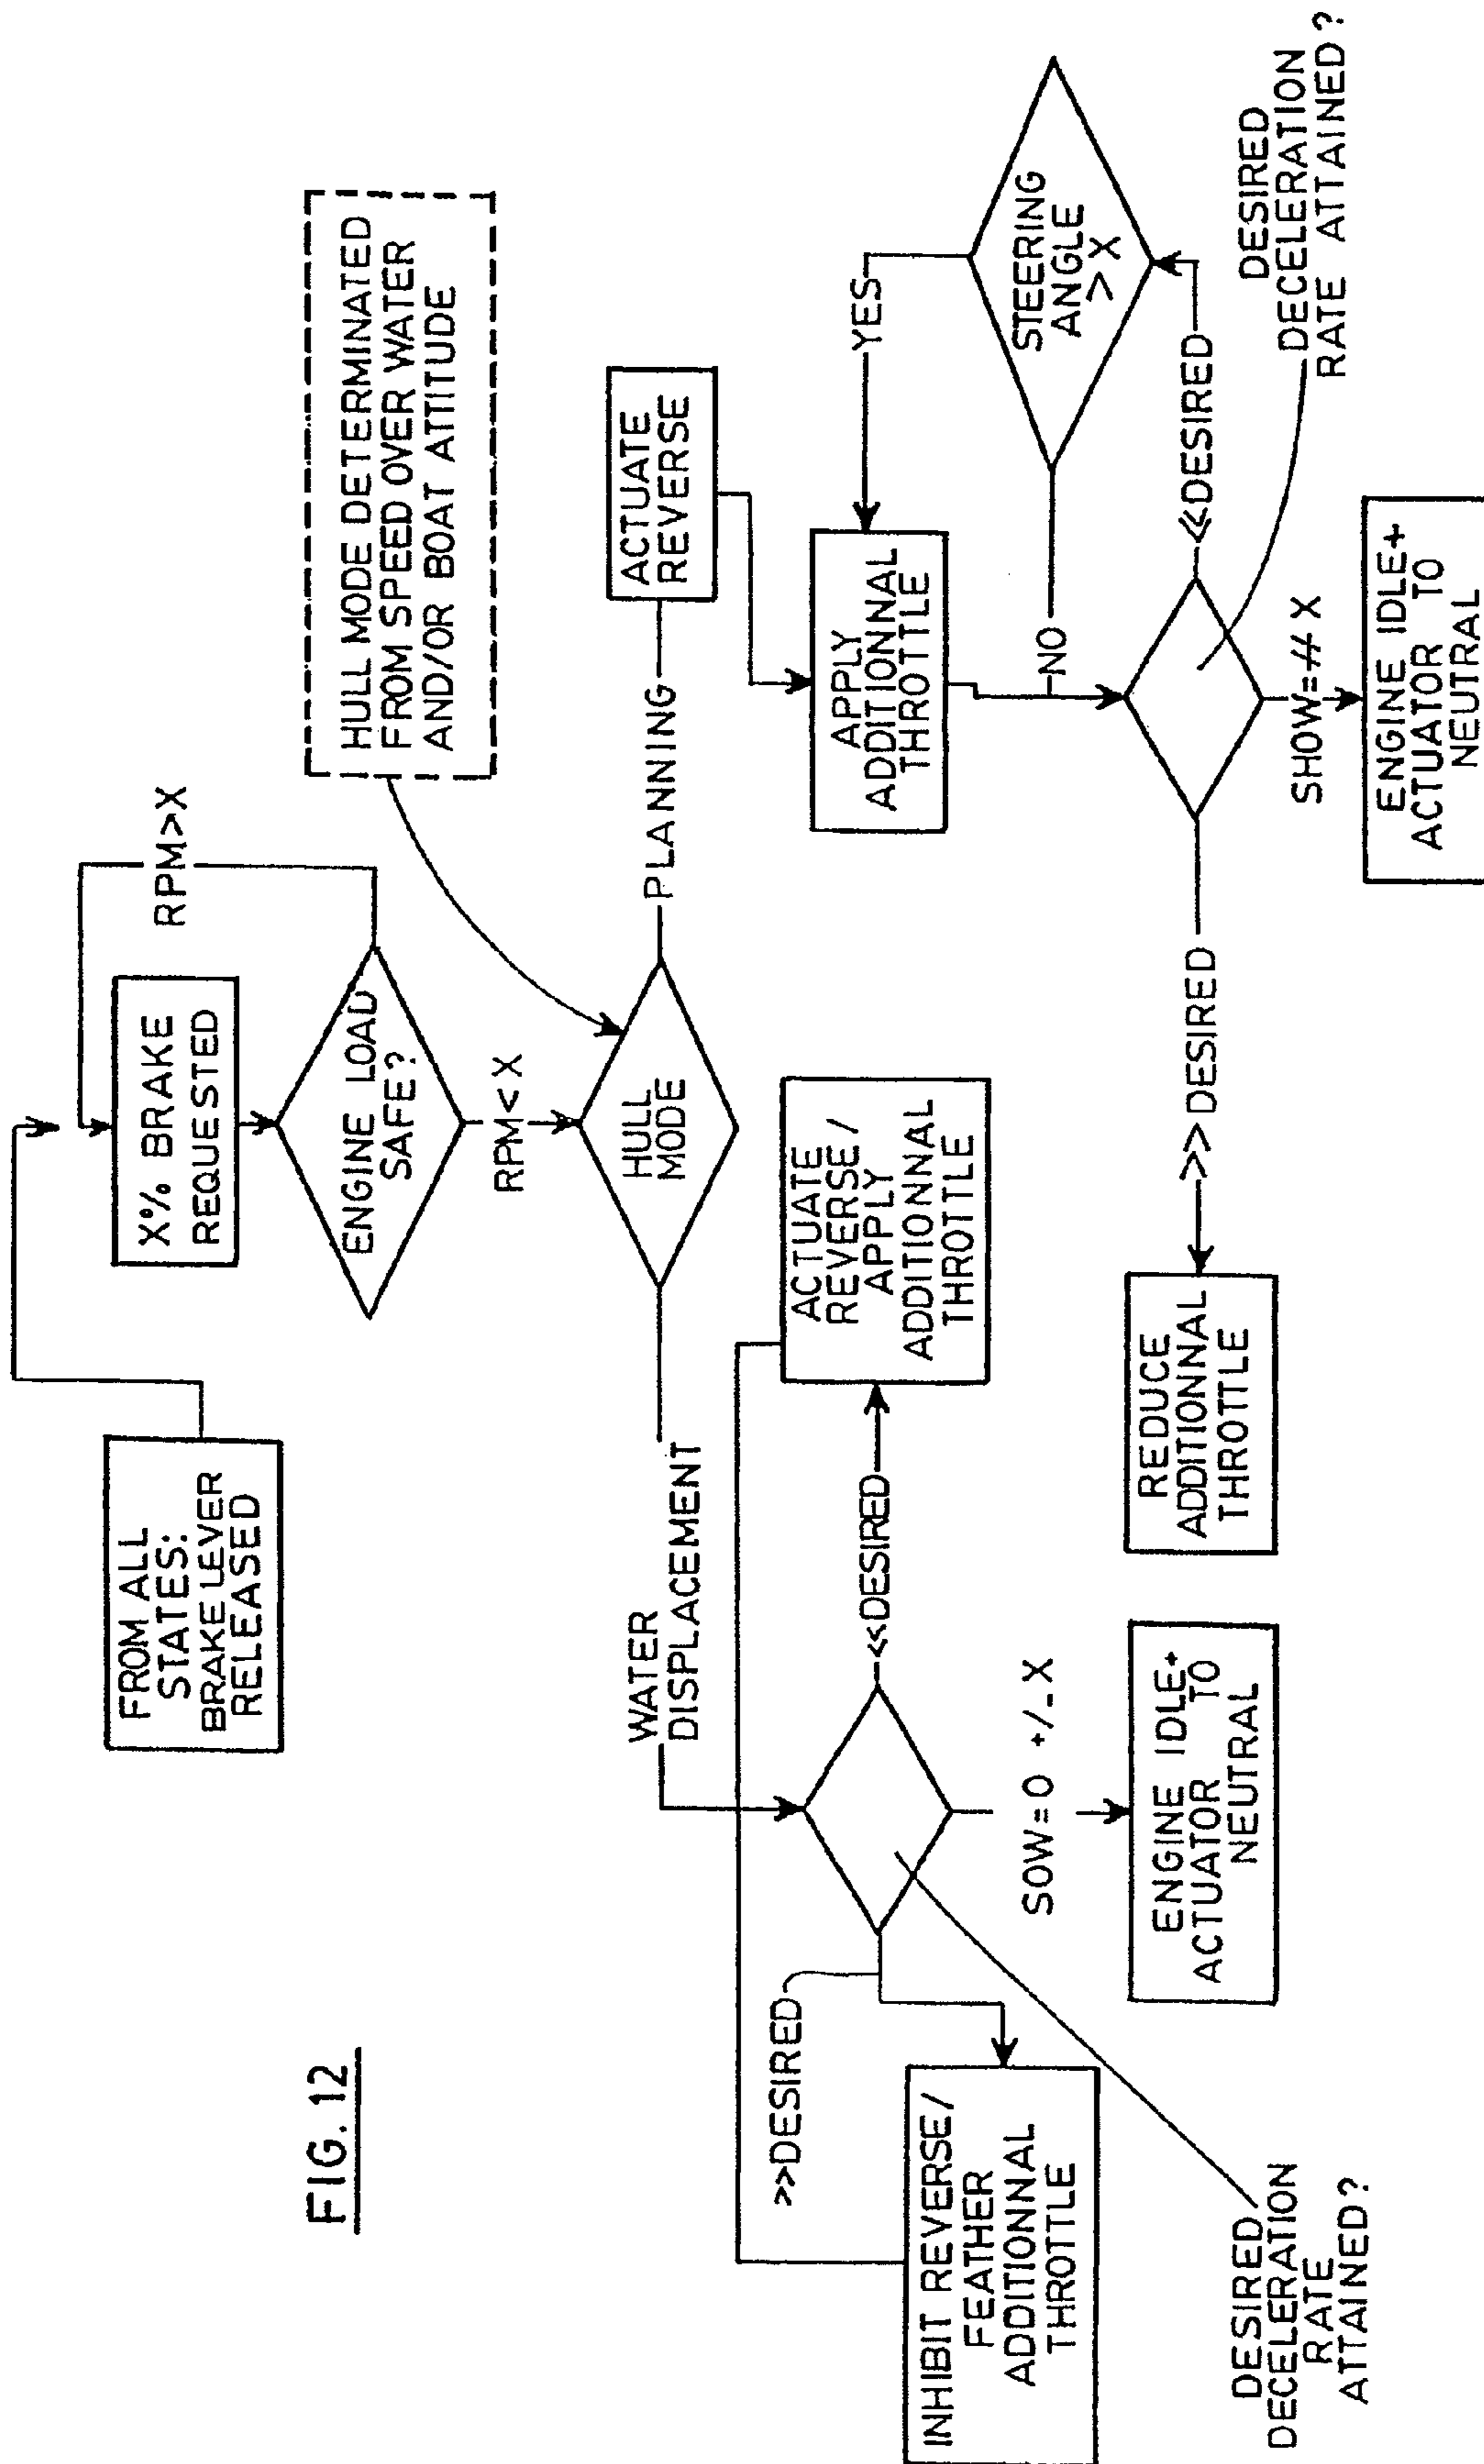 FIG. 12
FROM ALL
STATES:
BRAKE LEVER
RELEASED
X% BRAKE
REQUESTED
RPM>X
ENGINE LOAD
SAFE?
RPM<X
HULL MODE DETERMINATED
FROM SPEED OVER WATER
AND/OR BOAT ATTITUDE
HULL
MODE
WATER
DISPLACEMENT
PLANNING
ACTUATE
REVERSE
>>DESIRED
<<DESIRED
ACTUATE
REVERSE/
APPLY
ADDITIONNAL
THROTTLE
INHIBIT REVERSE/
FEATHER
ADDITIONNAL
THROTTLE
SOW=0 +/-X
ENGINE IDLE+
ACTUATOR TO
NEUTRAL
DESIRED
DECELERATION
RATE
ATTAINED?
APPLY
ADDITIONNAL
THROTTLE
YES
STEERING
ANGLE
>X
NO
<<DESIRED
>>DESIRED
REDUCE
ADDITIONNAL
THROTTLE
SHOW=# X
ENGINE IDLE+
ACTUATOR TO
NEUTRAL
DESIRED
DECELERATION
RATE ATTAINED?